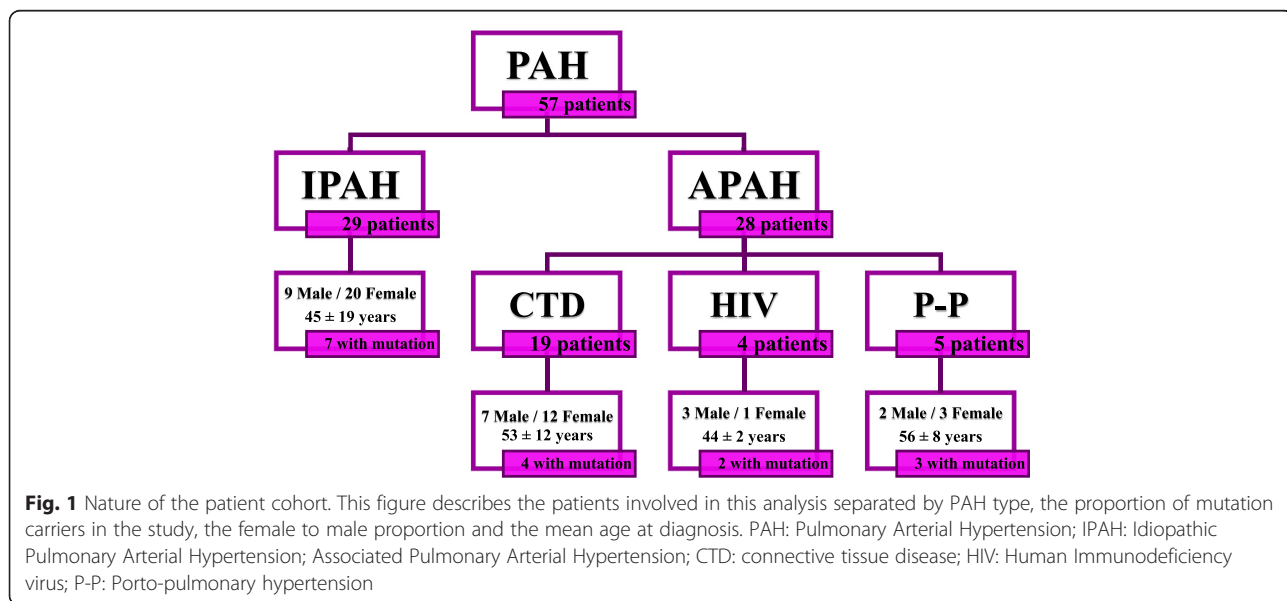 PAH
57 patients
IPAH
29 patients
APAH
28 patients
9 Male / 20 Female
45 ± 19 years
7 with mutation
CTD
19 patients
HIV
4 patients
P-P
5 patients
7 Male / 12 Female
53 ± 12 years
4 with mutation
3 Male / 1 Female
44 ± 2 years
2 with mutation
2 Male / 3 Female
56 ± 8 years
3 with mutation
Fig. 1 Nature of the patient cohort. This figure describes the patients involved in this analysis separated by PAH type, the proportion of mutation
carriers in the study, the female to male proportion and the mean age at diagnosis. PAH: Pulmonary Arterial Hypertension; IPAH: Idiopathic
Pulmonary Arterial Hypertension; Associated Pulmonary Arterial Hypertension; CTD: connective tissue disease; HIV: Human Immunodeficiency
virus; P-P: Porto-pulmonary hypertension